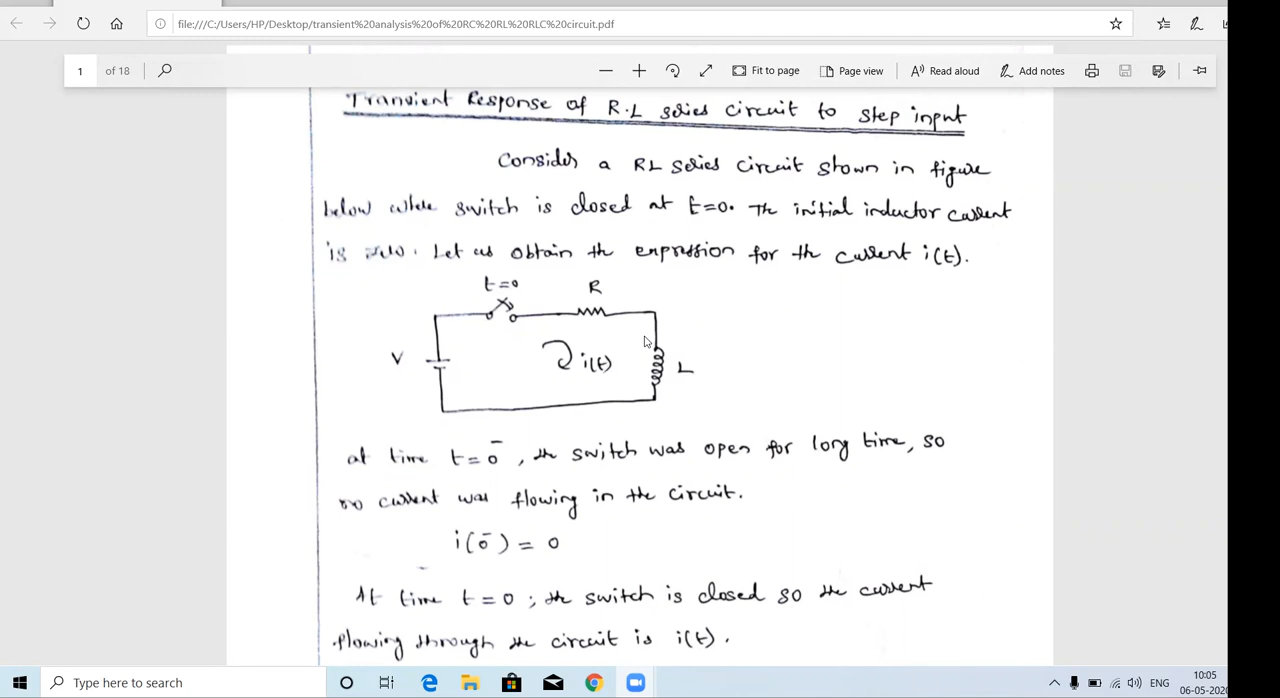 file:///C:/Users/HP/Desktop/transient%20analysis%20of%20RC%20RL%20RLC%20circuit.pdf
1 of 18 Fit to page Page view Read aloud Add notes
Transient Response of R.L series circuit to step input
Consider a RL series circuit shown in figure
below while switch is closed at t=0. The initial inductor current
is zero. Let us obtain the expression for the current i(t).
t=0 R
V i(t) L
at time t=0⁻, the switch was open for long time, so
no current was flowing in the circuit.
i(0⁻) = 0
At time t=0; the switch is closed so the current
flowing through the circuit is i(t).
Type here to search
ENG
10:05
06-05-2020